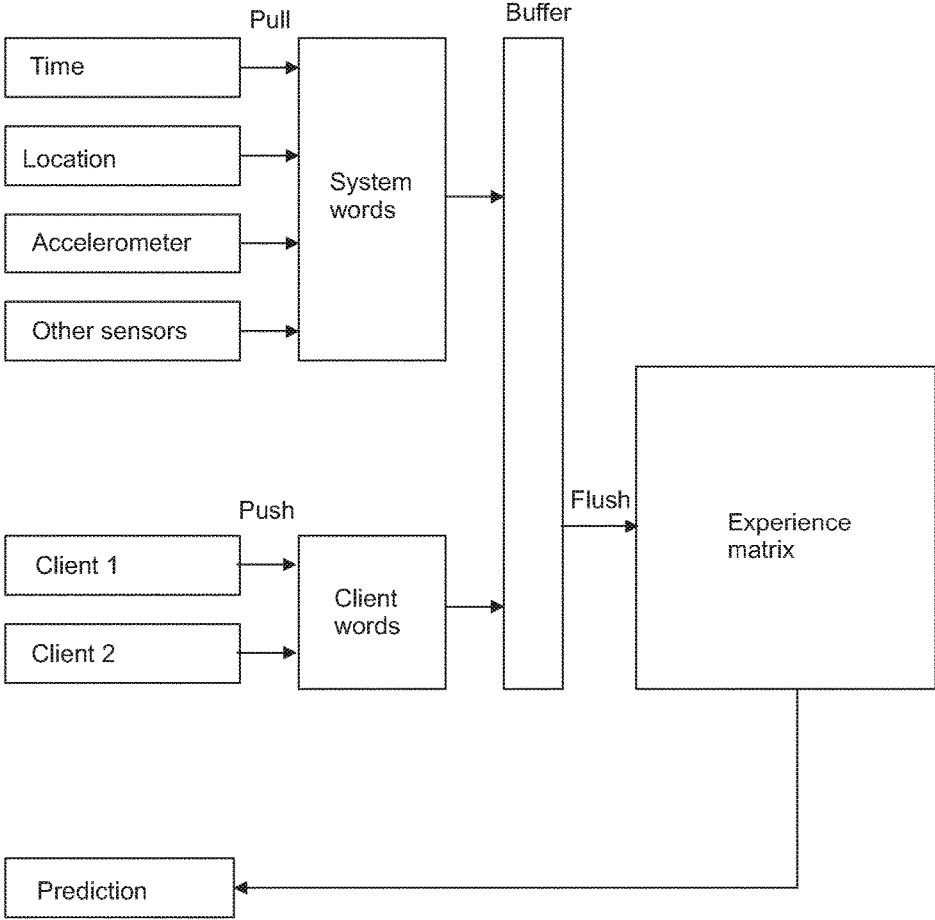 Buffer
Pull
Time
Location
System
words
Accelerometer
Other sensors
Push
Flush
Experience
matrix
Client 1
Client
words
Client 2
Prediction